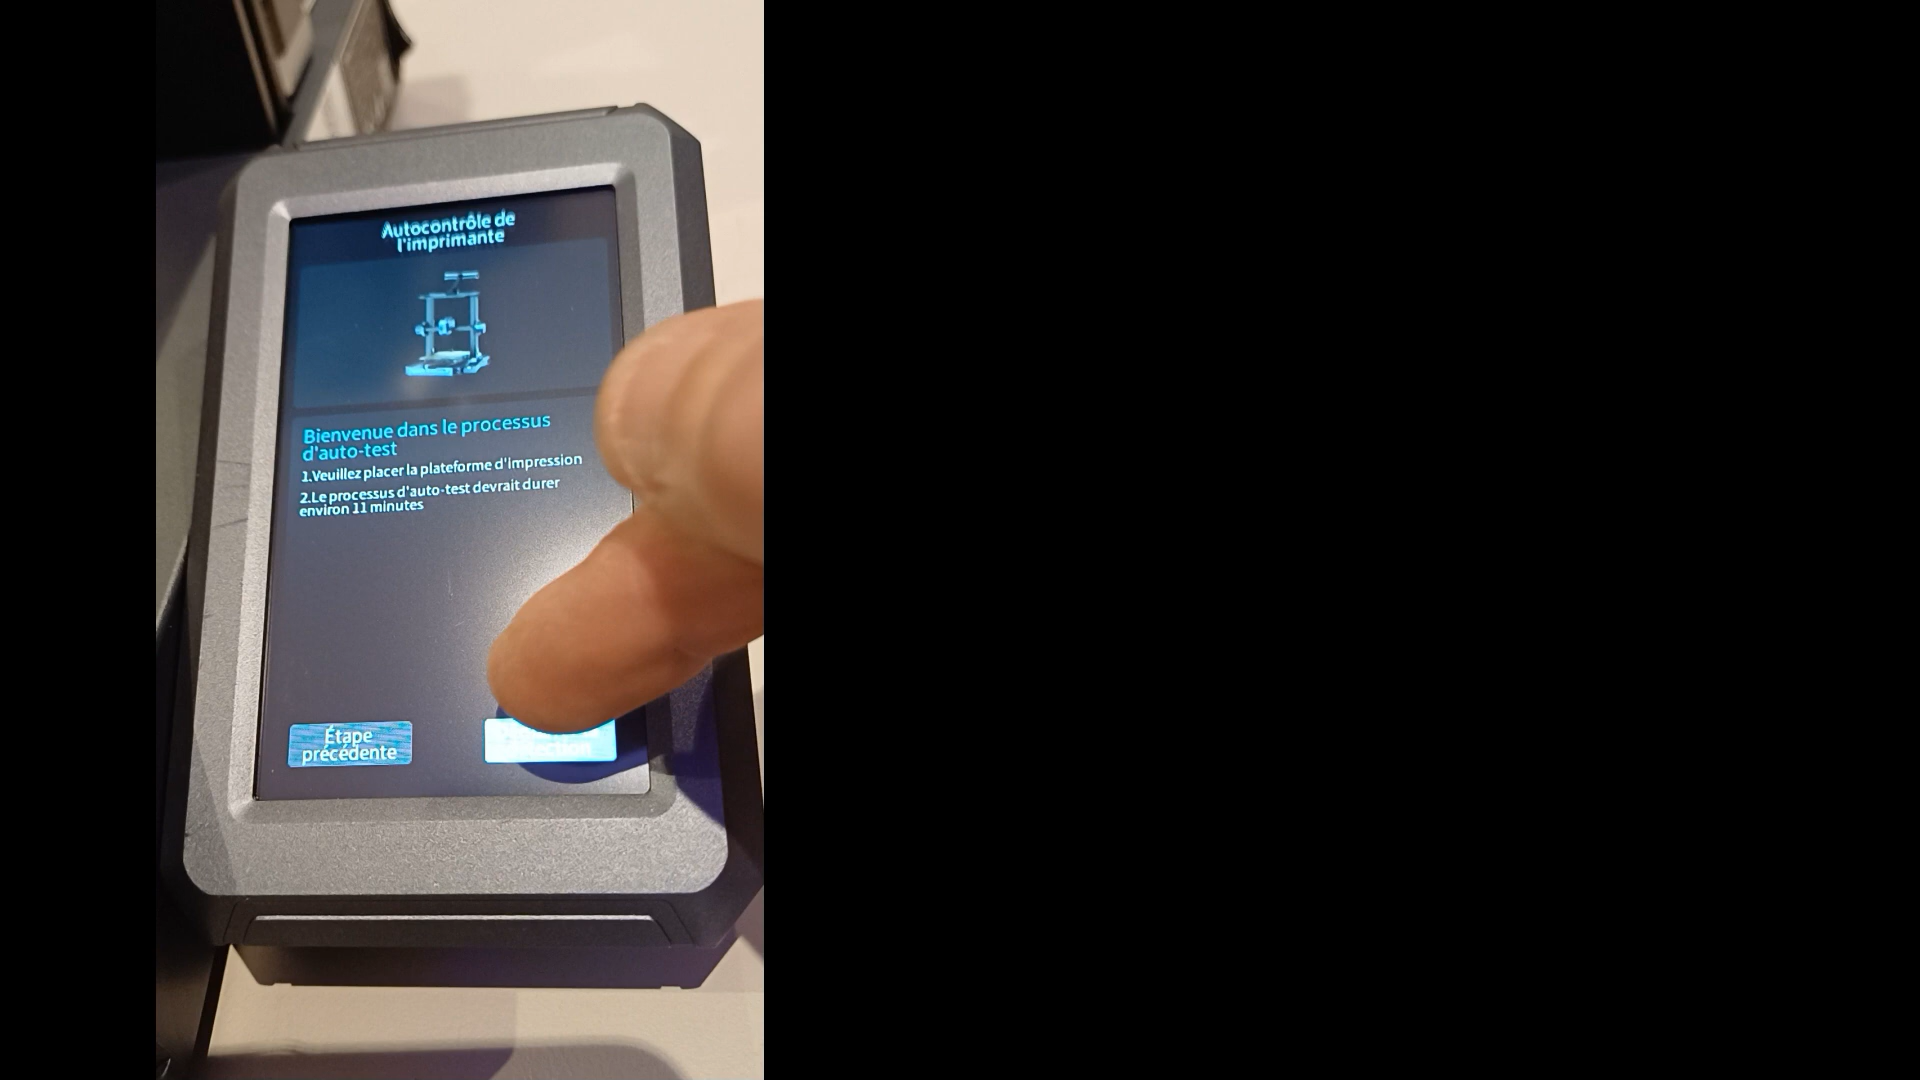 Autocontrôle de
l'imprimante
Bienvenue dans le processus
d'auto-test
1.Veuillez placer la plateforme d'impression
2.Le processus d'auto-test devrait durer
environ 11 minutes
Étape
précédente